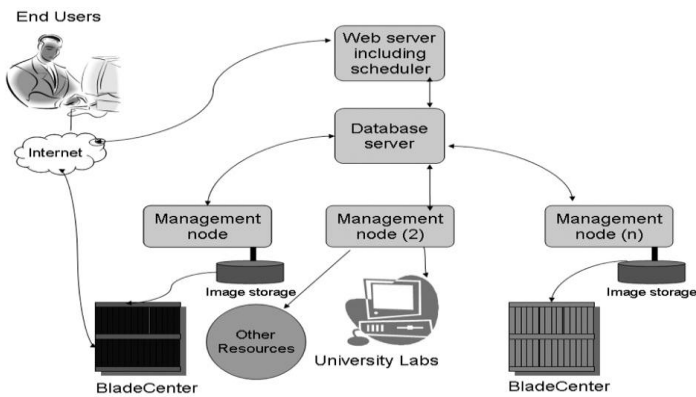 End Users
Web server
including
scheduler
Internet
Database
server
Management
node
Management
node (2)
Management
node (n)
Image storage
Image storage
Other
Resources
University Labs
BladeCenter
BladeCenter